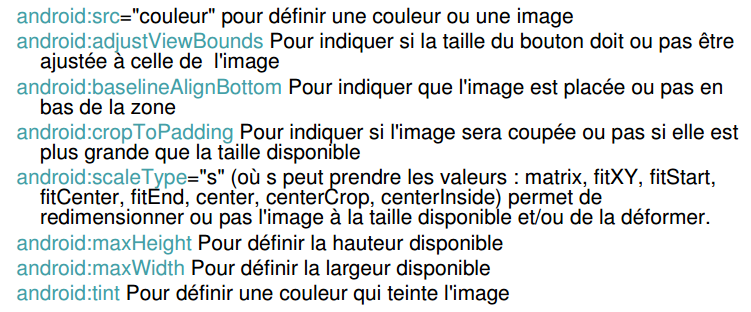 android:src="couleur" pour définir une couleur ou une image
android:adjustViewBounds Pour indiquer si la taille du bouton doit ou pas être
ajustée à celle de l'image
android:baselineAlignBottom Pour indiquer que l'image est placée ou pas en
bas de la zone
android:cropToPadding Pour indiquer si l'image sera coupée ou pas si elle est
plus grande que la taille disponible
android:scaleType="s" (où s peut prendre les valeurs : matrix, fitXY, fitStart,
fitCenter, fitEnd, center, centerCrop, centerInside) permet de
redimensionner ou pas l'image à la taille disponible et/ou de la déformer.
android:maxHeight Pour définir la hauteur disponible
android:maxWidth Pour définir la largeur disponible
android:tint Pour définir une couleur qui teinte l'image